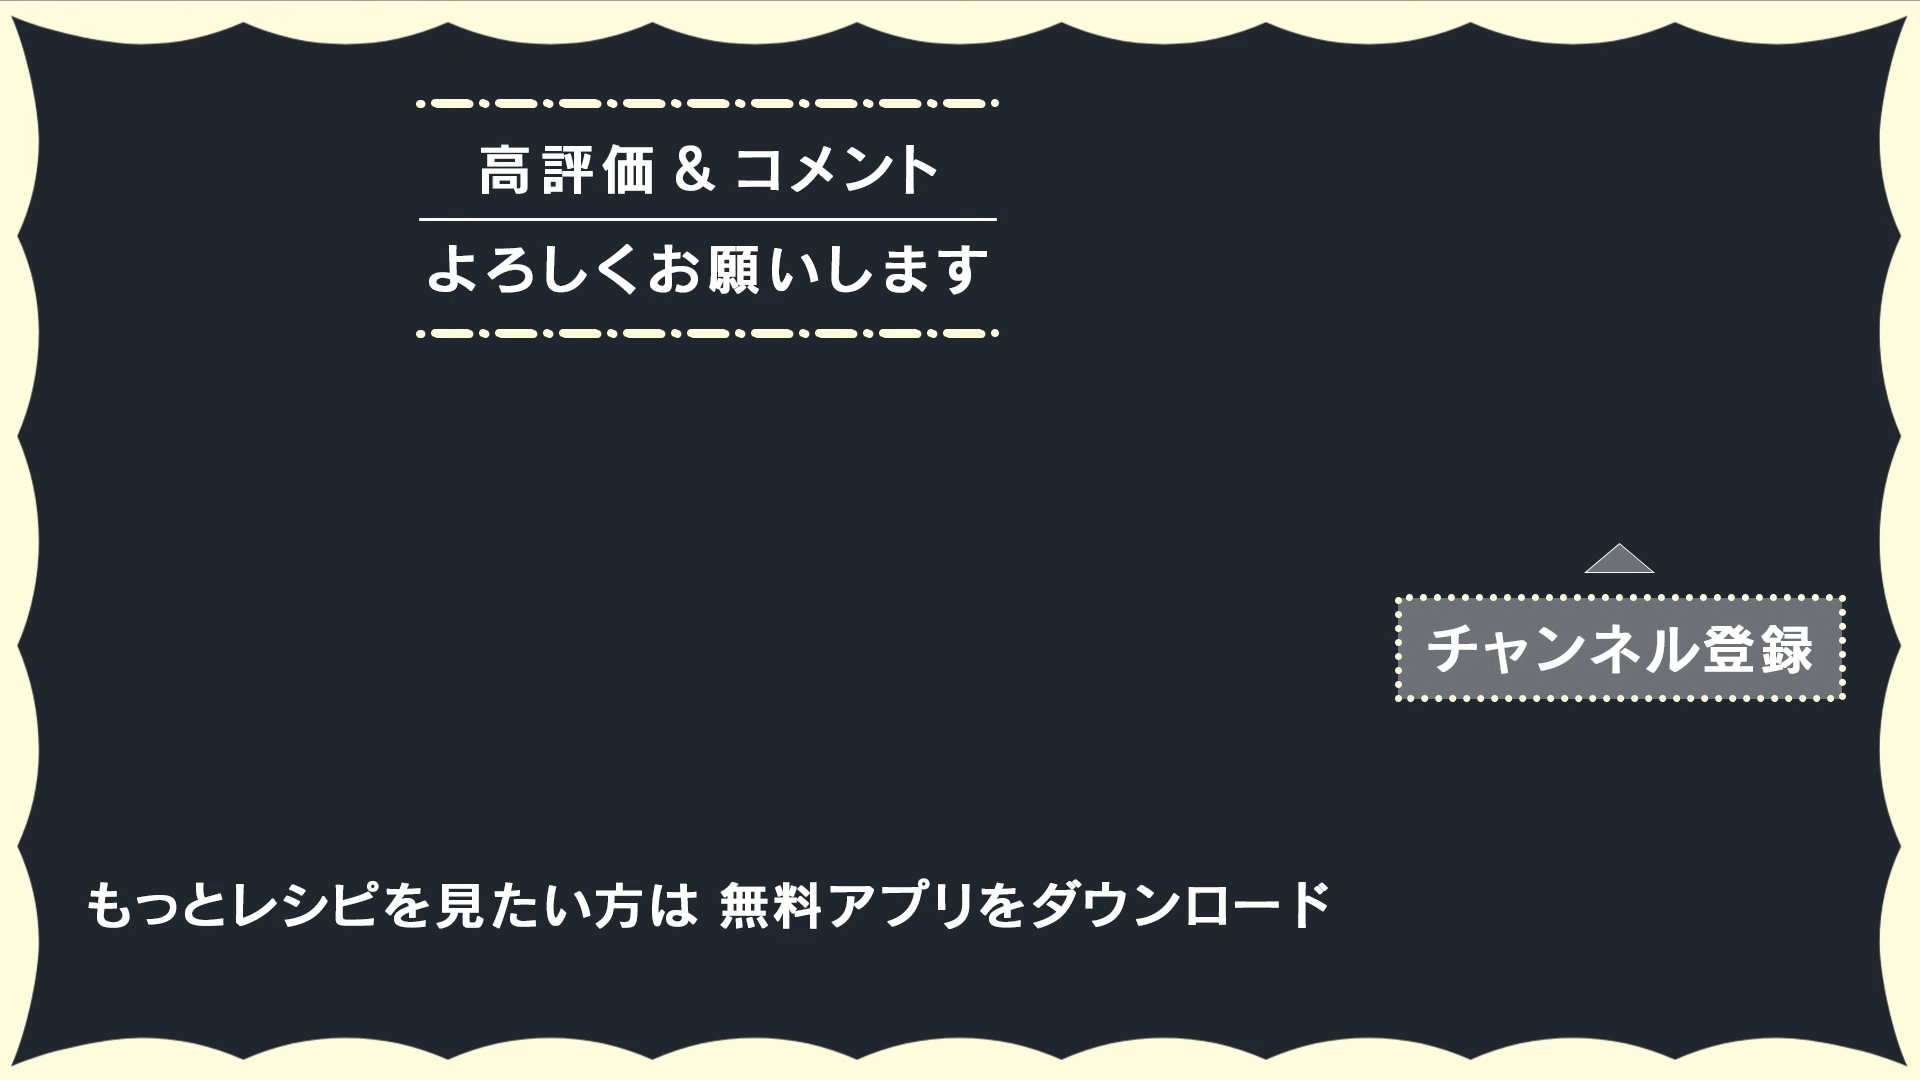 高評価 & コメント
よろしくお願いします
チャンネル登録
もっとレシピを見たい方は 無料アプリをダウンロード